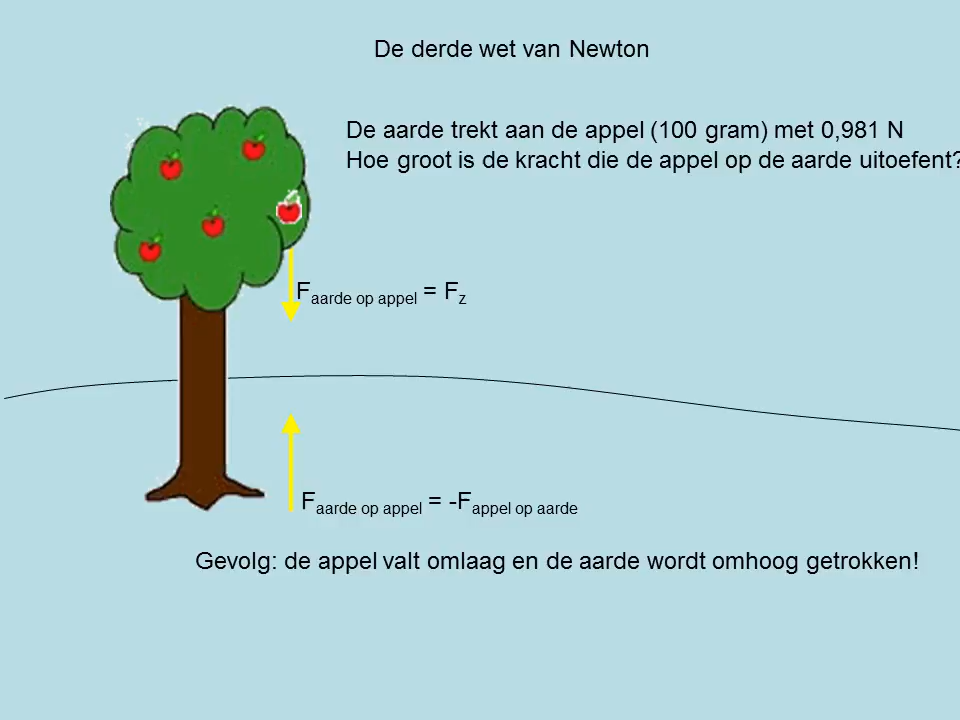 De derde wet van Newton
De aarde trekt aan de appel (100 gram) met 0,981 N
Hoe groot is de kracht die de appel op de aarde uitoefent?
Faarde op appel = Fz
Faarde op appel = -Fappel op aarde
Gevolg: de appel valt omlaag en de aarde wordt omhoog getrokken!